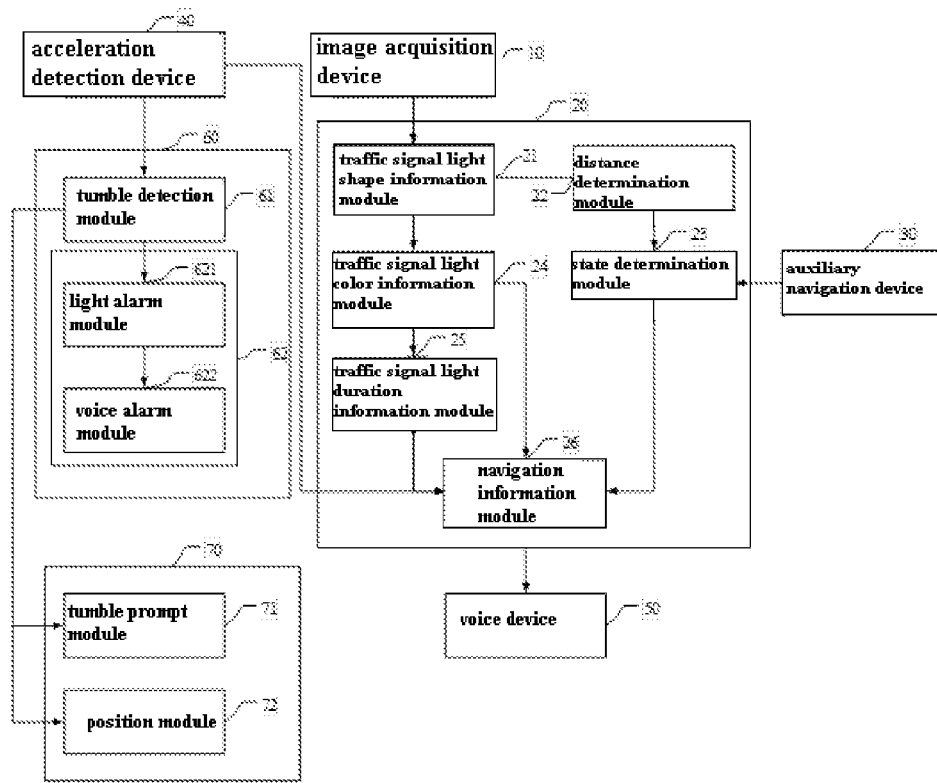 40
acceleration
detection device
image acquisition
device
10
20
60
traffic signal light
shape information
module
21
22
distance
determination
module
tumble detection
module
61
23
30
621
traffic signal light
color information
module
24
state determination
module
auxiliary
navigation device
light alarm
module
62
25
622
traffic signal light
duration
information module
voice alarm
module
26
navigation
information
module
70
tumble prompt
module
71
voice device
50
position module
72